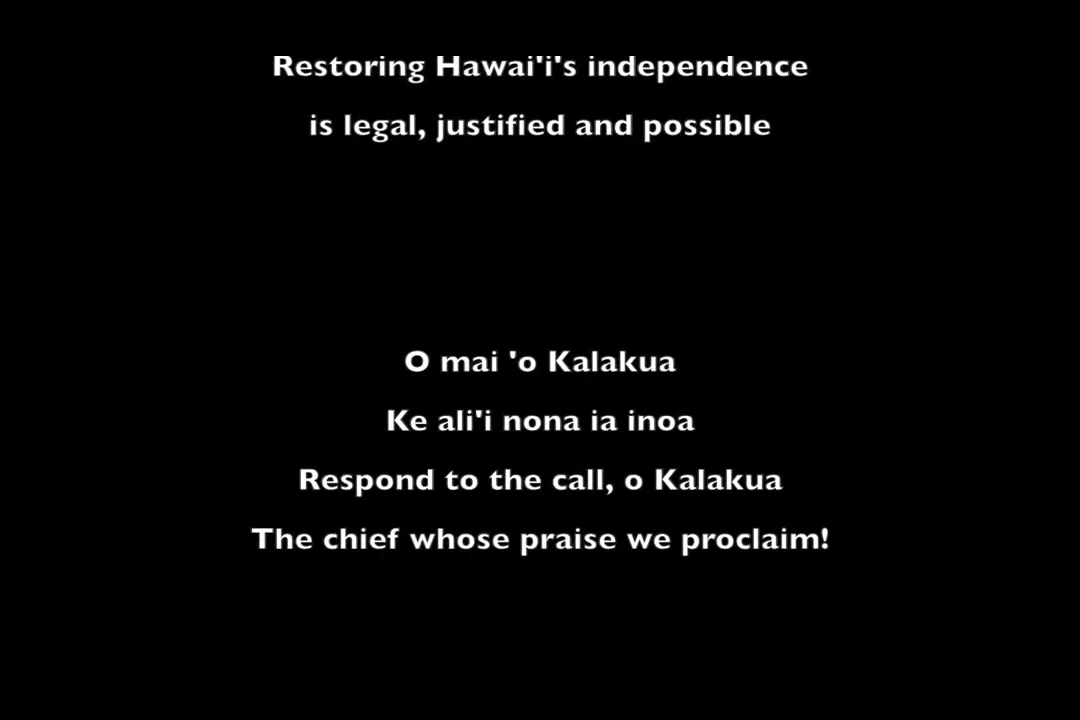 Restoring Hawai'i's independence
is legal, justified and possible
O mai 'o Kalakua
Ke ali'i nona ia inoa
Respond to the call, o Kalakua
The chief whose praise we proclaim!